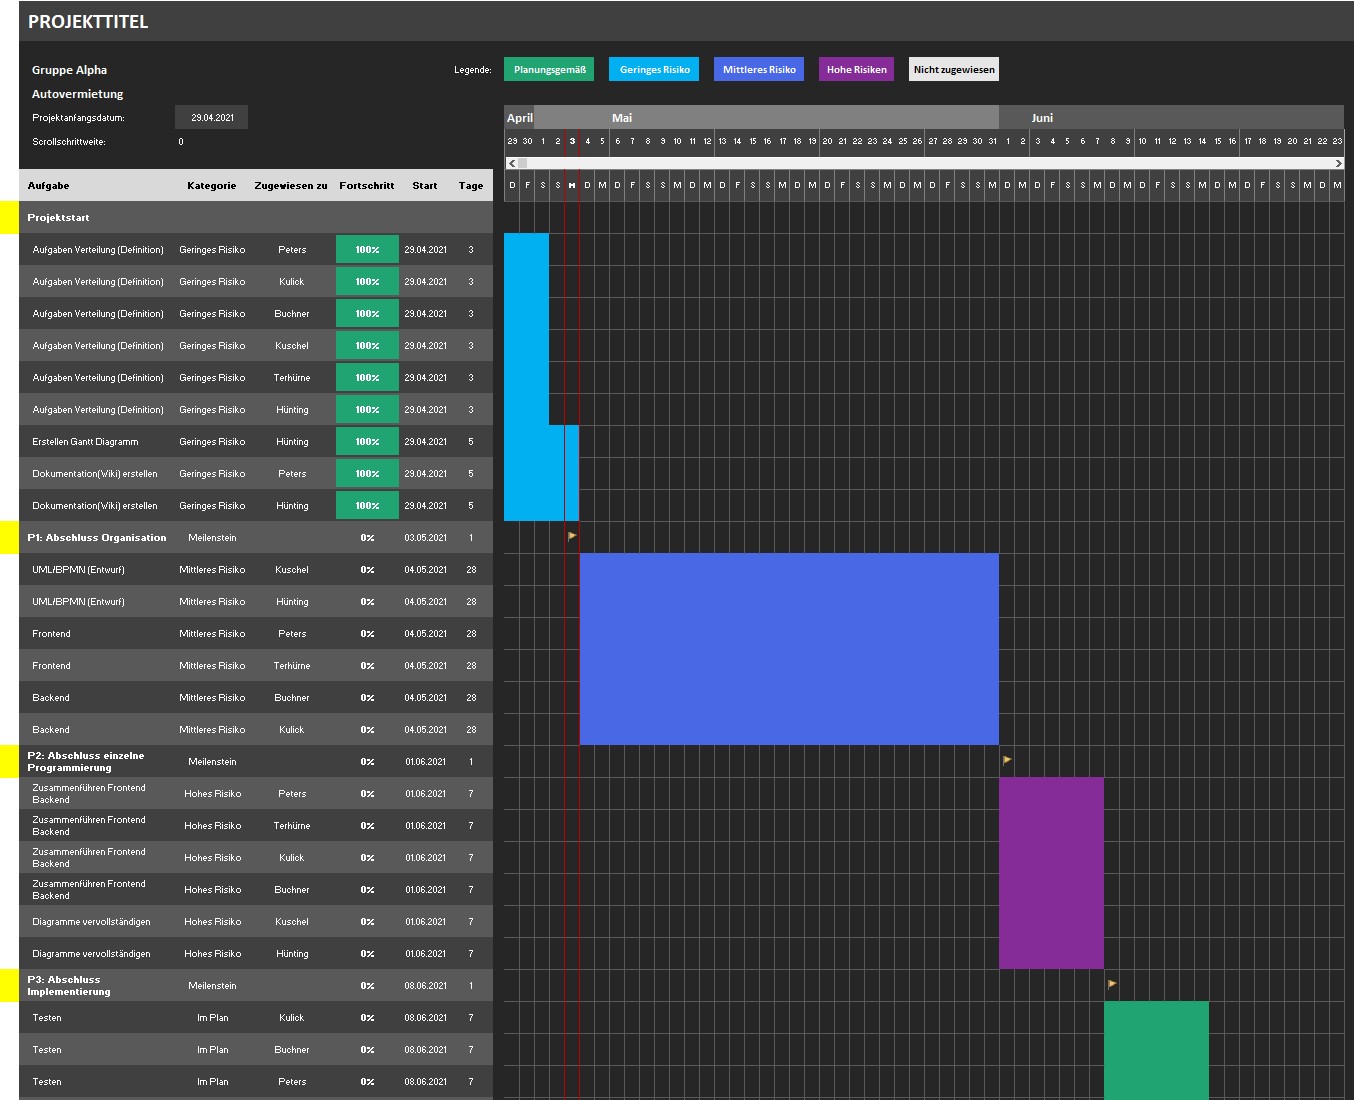 PROJEKTTITEL
Gruppe Alpha
Legende: Planungsgemäß Geringes Risiko Mittleres Risiko Hohe Risiken Nicht zugewiesen
Autovermietung
Projektanfangsdatum: 29.04.2021
April Mai Juni
Scrollschrittweite: 0
29 30 1 2 3 4 5 6 7 8 9 10 11 12 13 14 15 16 17 18 19 20 21 22 23 24 25 26 27 28 29 30 31 1 2 3 4 5 6 7 8 9 10 11 12 13 14 15 16 17 18 19 20 21 22 23
Aufgabe Kategorie Zugewiesen zu Fortschritt Start Tage
D F S S M D M D F S S M D M D F S S M D M D F S S M D M D F S S M D M D F S S M D M D F S S M D M D F S S M D M
Projektstart
Aufgaben Verteilung (Definition) Geringes Risiko Peters 100% 29.04.2021 3
Aufgaben Verteilung (Definition) Geringes Risiko Kulick 100% 29.04.2021 3
Aufgaben Verteilung (Definition) Geringes Risiko Buchner 100% 29.04.2021 3
Aufgaben Verteilung (Definition) Geringes Risiko Kuschel 100% 29.04.2021 3
Aufgaben Verteilung (Definition) Geringes Risiko Terhürne 100% 29.04.2021 3
Aufgaben Verteilung (Definition) Geringes Risiko Hünting 100% 29.04.2021 3
Erstellen Gantt Diagramm Geringes Risiko Hünting 100% 29.04.2021 5
Dokumentation(Wiki) erstellen Geringes Risiko Peters 100% 29.04.2021 5
Dokumentation(Wiki) erstellen Geringes Risiko Hünting 100% 29.04.2021 5
P1: Abschluss Organisation Meilenstein 0% 03.05.2021 1
UML/BPMN (Entwurf) Mittleres Risiko Kuschel 0% 04.05.2021 28
UML/BPMN (Entwurf) Mittleres Risiko Hünting 0% 04.05.2021 28
Frontend Mittleres Risiko Peters 0% 04.05.2021 28
Frontend Mittleres Risiko Terhürne 0% 04.05.2021 28
Backend Mittleres Risiko Buchner 0% 04.05.2021 28
Backend Mittleres Risiko Kulick 0% 04.05.2021 28
P2: Abschluss einzelne
Programmierung Meilenstein 0% 01.06.2021 1
Zusammenführen Frontend
Backend Hohes Risiko Peters 0% 01.06.2021 7
Zusammenführen Frontend
Backend Hohes Risiko Terhürne 0% 01.06.2021 7
Zusammenführen Frontend
Backend Hohes Risiko Kulick 0% 01.06.2021 7
Zusammenführen Frontend
Backend Hohes Risiko Buchner 0% 01.06.2021 7
Diagramme vervollständigen Hohes Risiko Kuschel 0% 01.06.2021 7
Diagramme vervollständigen Hohes Risiko Hünting 0% 01.06.2021 7
P3: Abschluss
Implementierung Meilenstein 0% 08.06.2021 1
Testen Im Plan Kulick 0% 08.06.2021 7
Testen Im Plan Buchner 0% 08.06.2021 7
Testen Im Plan Peters 0% 08.06.2021 7